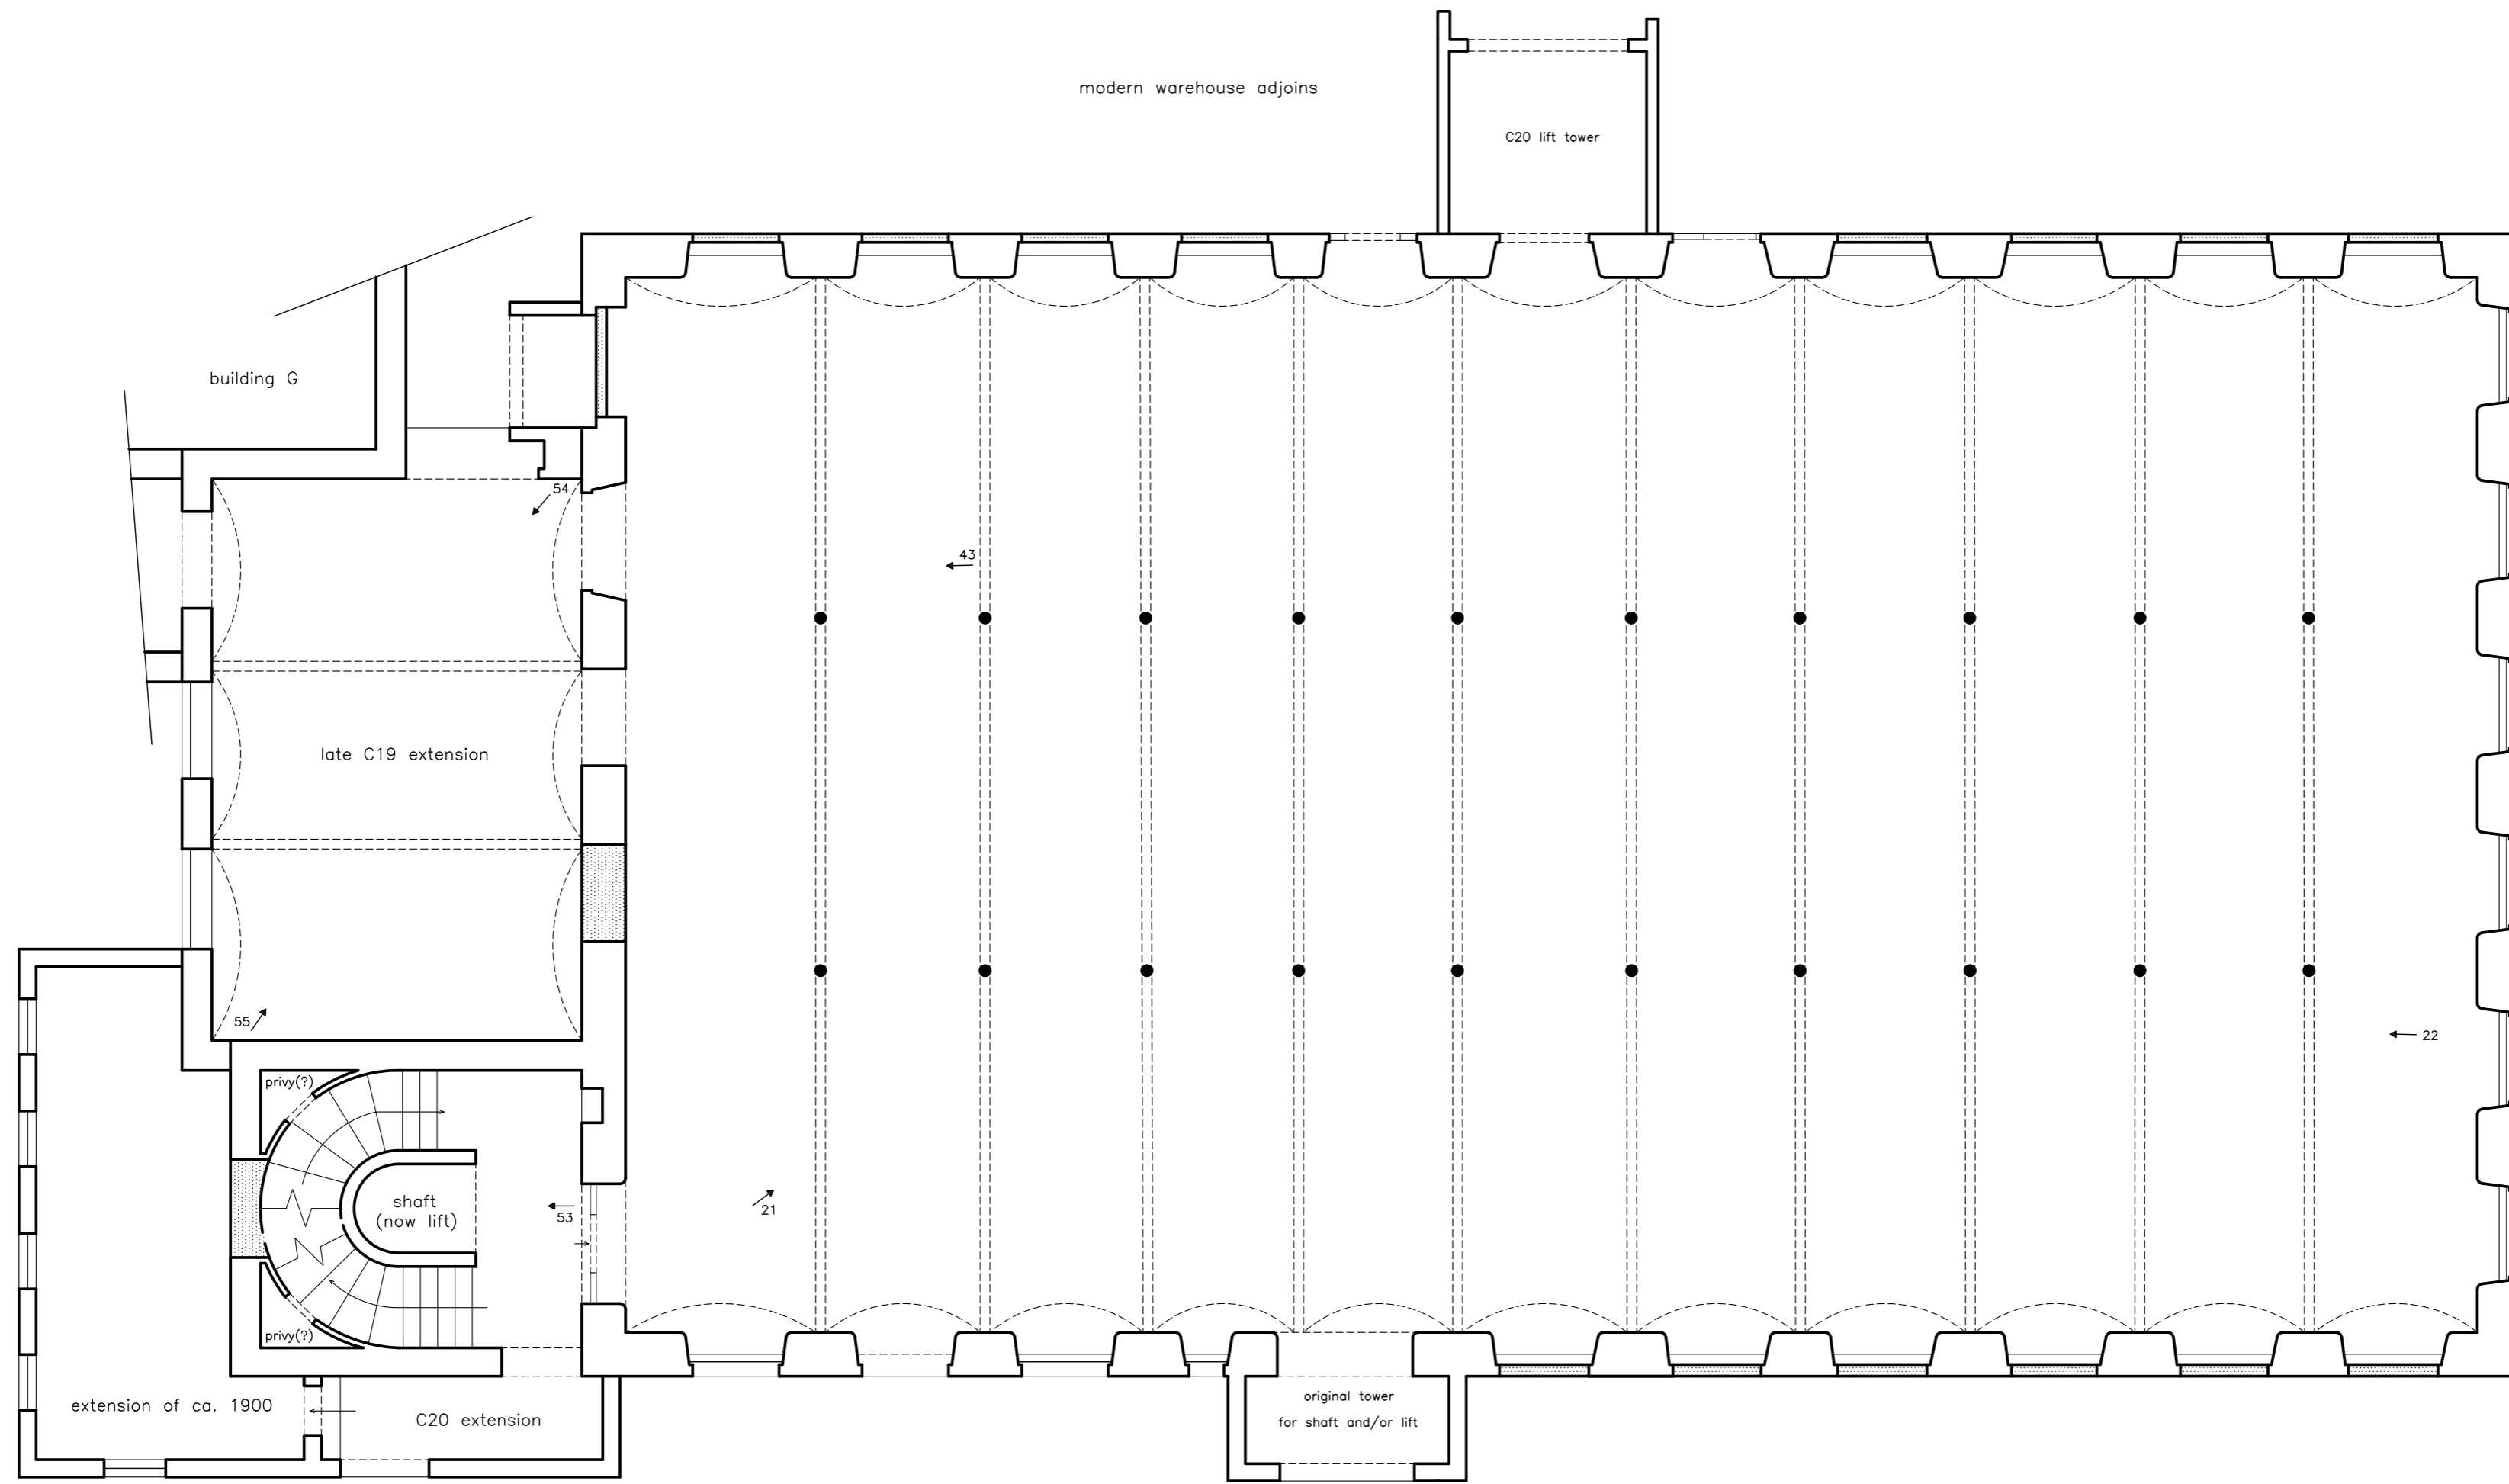 modern warehouse adjoins
C20 lift tower
building G
54
43
late C19 extension
55
22
privy(?)
shaft
(now lift)
53
21
privy(?)
original tower
for shaft and/or lift
extension of ca. 1900
C20 extension